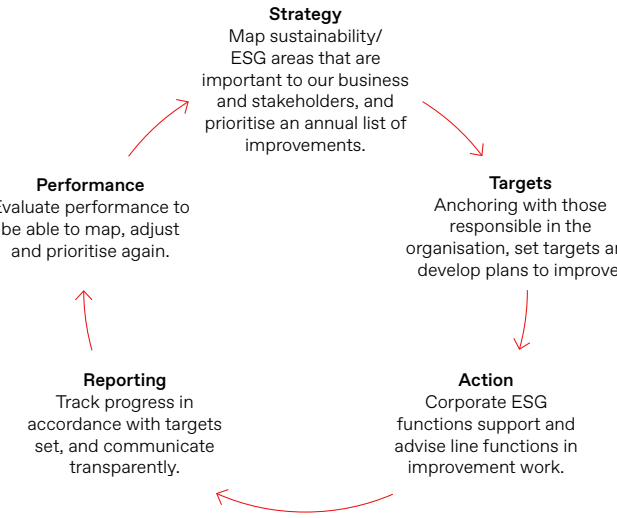 Strategy
Map sustainability/
ESG areas that are
important to our business
and stakeholders, and
prioritise an annual list of
improvements.
Targets
Anchoring with those
responsible in the
organisation, set targets
develop plans to improve
Action
Corporate ESG
functions support and
advise line functions in
improvement work.
Reporting
Track progress in
accordance with targets
set, and communicate
transparently.
Performance
Evaluate performance to
be able to map, adjust
and prioritise again.